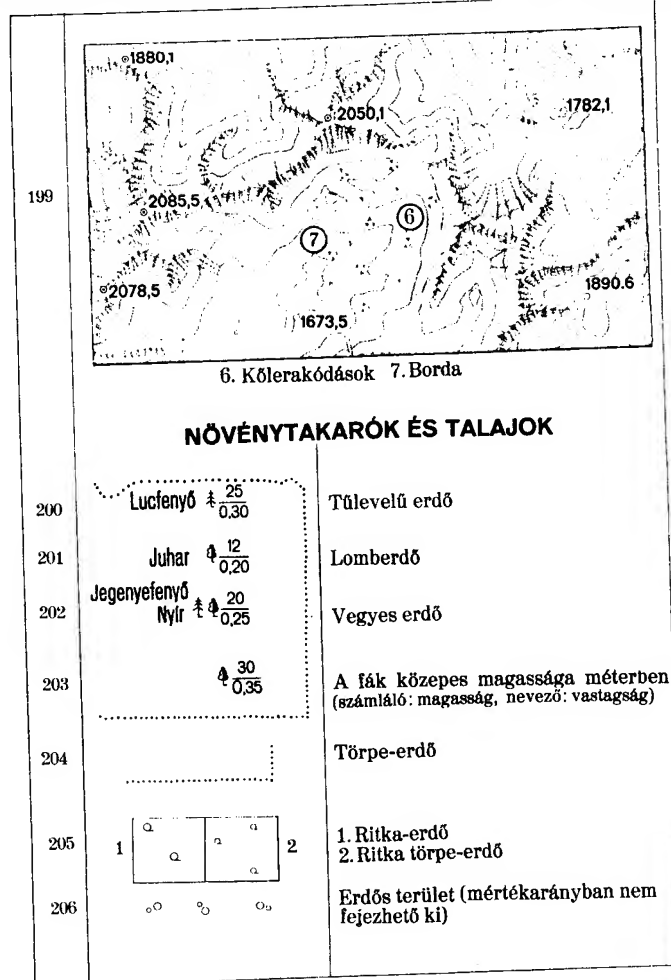 1880,1
2050,1
1782,1
199
2085,5
6
7
2078,5
1673,5
1890.6
6. Kőlerakódások 7. Borda
NÖVÉNYTAKARÓK ÉS TALAJOK
200 Lucfenyő 25/0,30 Tűlevelű erdő
201 Juhar 12/0,20 Lomberdő
Jegenyefenyő
202 Nyír 20/0,25 Vegyes erdő
203 30/0,35 A fák közepes magassága méterben
(számláló: magasság, nevező: vastagság)
204 Törpe-erdő
205 1 2 1. Ritka-erdő
2. Ritka törpe-erdő
206 Erdős terület (mértékarányban nem
fejezhető ki)